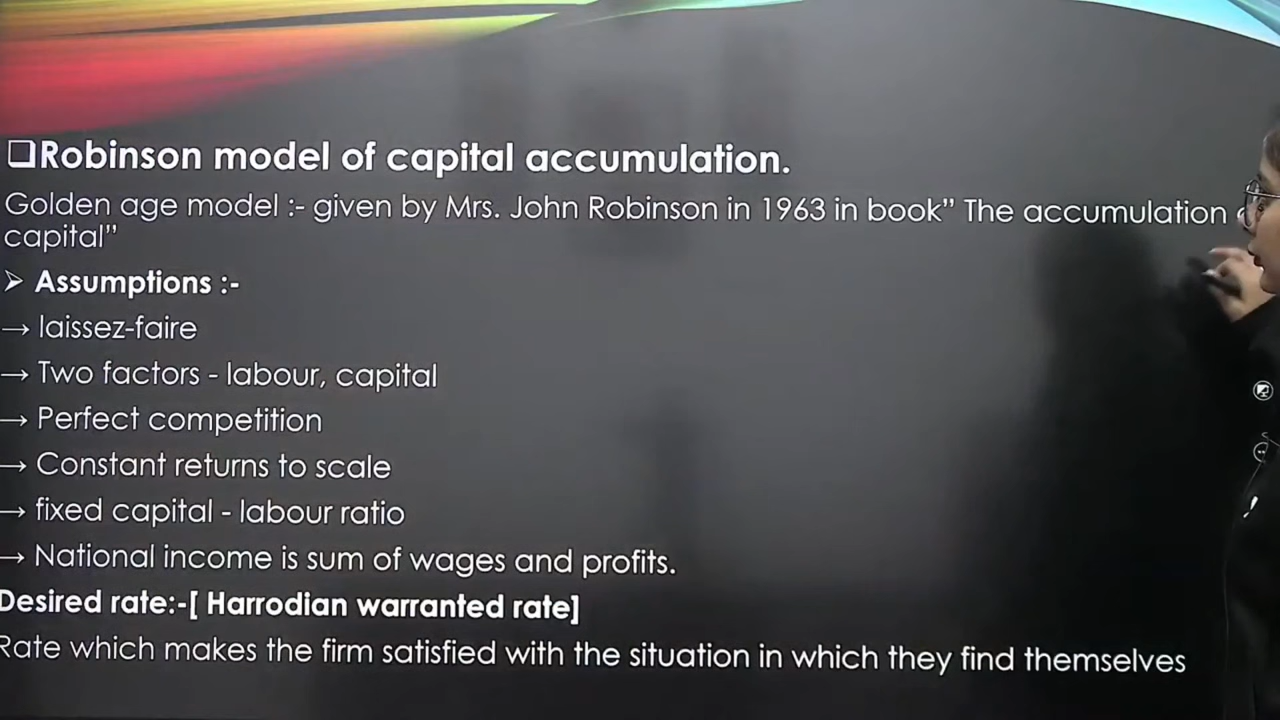 ❑Robinson model of capital accumulation.
Golden age model :- given by Mrs. John Robinson in 1963 in book” The accumulation
capital”
➢ Assumptions :-
→ laissez-faire
→ Two factors - labour, capital
→ Perfect competition
→ Constant returns to scale
→ fixed capital - labour ratio
→ National income is sum of wages and profits.
Desired rate:-[ Harrodian warranted rate]
Rate which makes the firm satisfied with the situation in which they find themselves